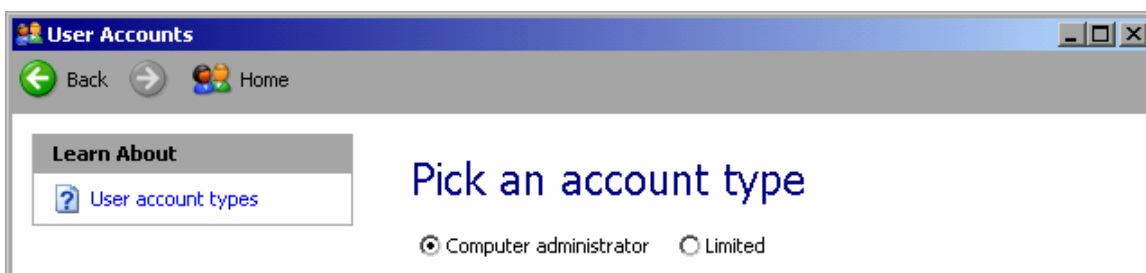 User Accounts
Back Home
Learn About
User account types
Pick an account type
Computer administrator Limited